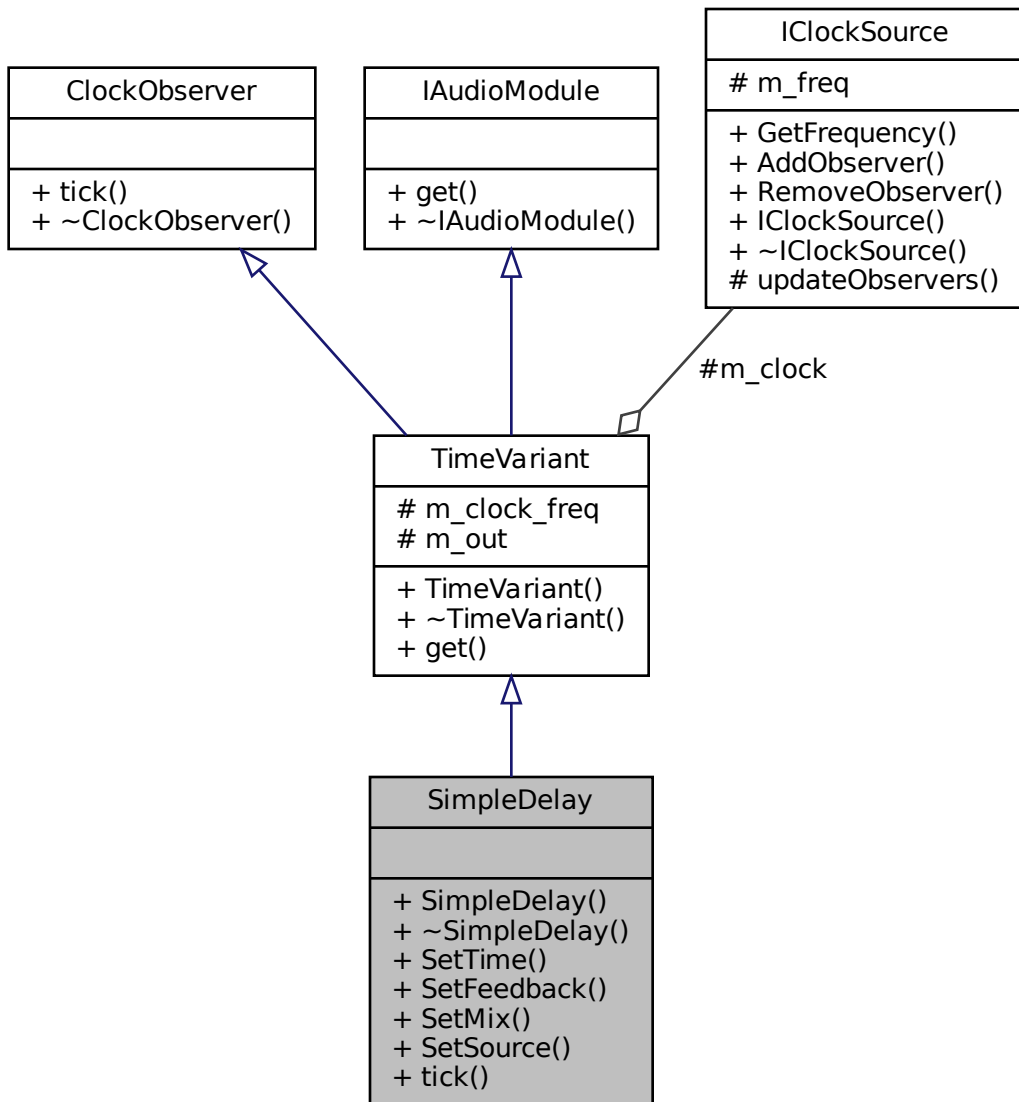 IClockSource
# m_freq
+ GetFrequency()
+ AddObserver()
+ RemoveObserver()
+ IClockSource()
+ ~IClockSource()
# updateObservers()
ClockObserver
+ tick()
+ ~ClockObserver()
IAudioModule
+ get()
+ ~IAudioModule()
#m_clock
TimeVariant
# m_clock_freq
# m_out
+ TimeVariant()
+ ~TimeVariant()
+ get()
SimpleDelay
+ SimpleDelay()
+ ~SimpleDelay()
+ SetTime()
+ SetFeedback()
+ SetMix()
+ SetSource()
+ tick()